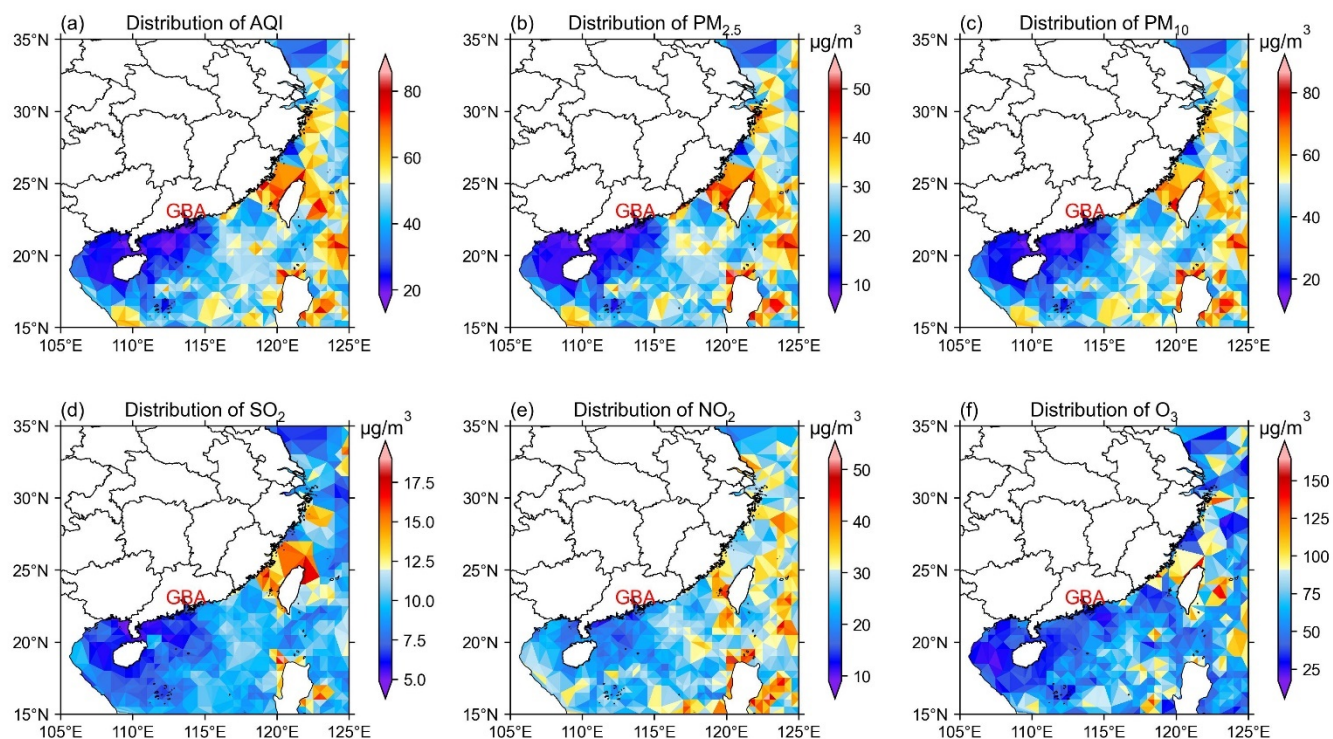 (a) Distribution of AQI
35°N
30°N
25°N
20°N
15°N
105°E 110°E 115°E 120°E 125°E
GBA
80
60
40
20
(b) Distribution of PM2.5
µg/m3
35°N
30°N
25°N
20°N
15°N
105°E 110°E 115°E 120°E 125°E
GBA
50
40
30
20
10
(c) Distribution of PM10
µg/m3
35°N
30°N
25°N
20°N
15°N
105°E 110°E 115°E 120°E 125°E
GBA
80
60
40
20
(d) Distribution of SO2
µg/m3
35°N
30°N
25°N
20°N
15°N
105°E 110°E 115°E 120°E 125°E
GBA
17.5
15.0
12.5
10.0
7.5
5.0
(e) Distribution of NO2
µg/m3
35°N
30°N
25°N
20°N
15°N
105°E 110°E 115°E 120°E 125°E
GBA
50
40
30
20
10
(f) Distribution of O3
µg/m3
35°N
30°N
25°N
20°N
15°N
105°E 110°E 115°E 120°E 125°E
GBA
150
125
100
75
50
25